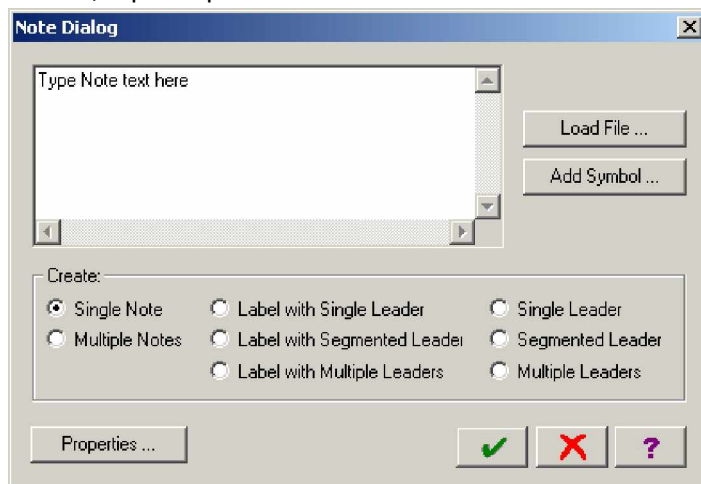 Note Dialog
Type Note text here
Load File ...
Add Symbol ...
Create:
Single Note Label with Single Leader Single Leader
Multiple Notes Label with Segmented Leader Segmented Leader
Label with Multiple Leaders Multiple Leaders
Properties ... ?